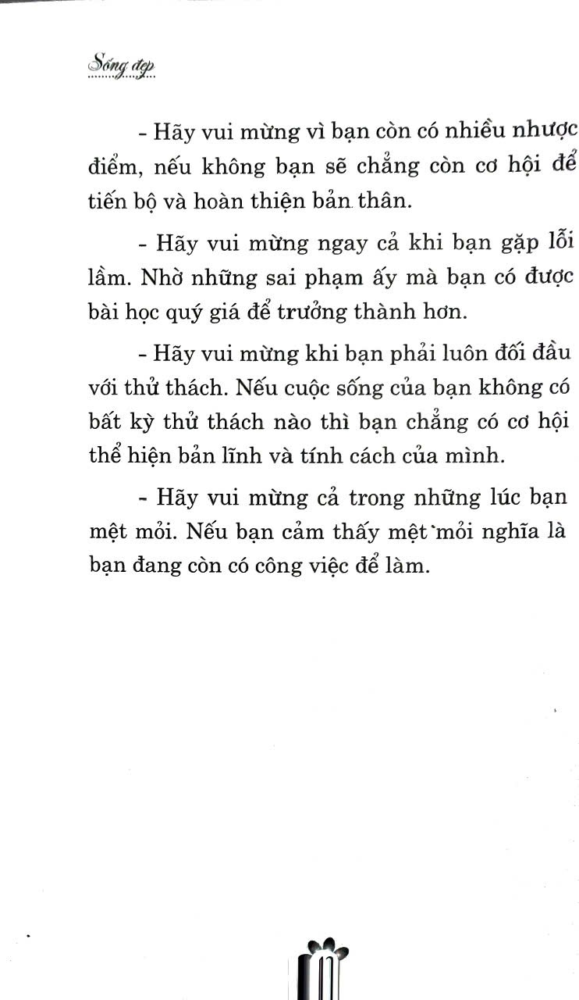 Sống đẹp
- Hãy vui mừng vì bạn còn có nhiều nhược
điểm, nếu không bạn sẽ chẳng còn cơ hội để
tiến bộ và hoàn thiện bản thân.
- Hãy vui mừng ngay cả khi bạn gặp lỗi
lầm. Nhờ những sai phạm ấy mà bạn có được
bài học quý giá để trưởng thành hơn.
- Hãy vui mừng khi bạn phải luôn đối đầu
với thử thách. Nếu cuộc sống của bạn không có
bất kỳ thử thách nào thì bạn chẳng có cơ hội
thể hiện bản lĩnh và tính cách của mình.
- Hãy vui mừng cả trong những lúc bạn
mệt mỏi. Nếu bạn cảm thấy mệt mỏi nghĩa là
bạn đang còn có công việc để làm.